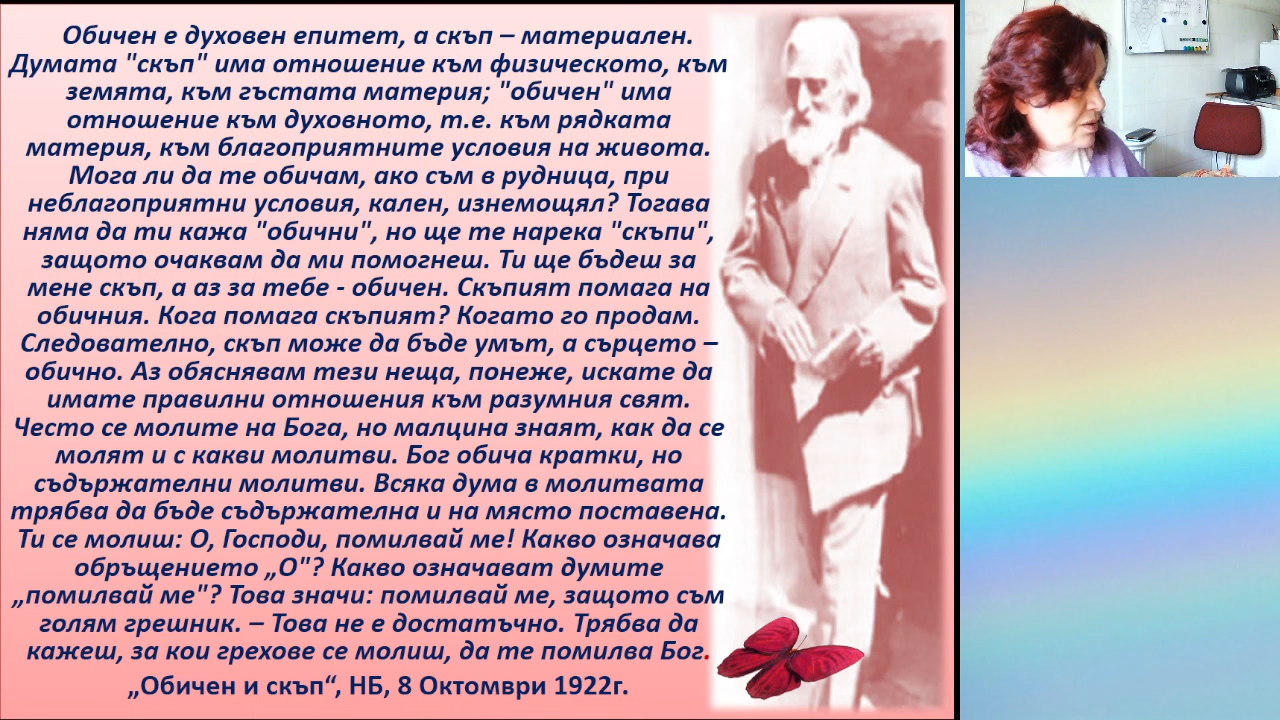 Обичен е духовен епитет, а скъп – материален.
Думата "скъп" има отношение към физическото, към
земята, към гъстата материя; "обичен" има
отношение към духовното, т.е. към рядката
материя, към благоприятните условия на живота.
Мога ли да те обичам, ако съм в рудница, при
неблагоприятни условия, кален, изнемощял? Тогава
няма да ти кажа "обични", но ще те нарека "скъпи",
защото очаквам да ми помогнеш. Ти ще бъдеш за
мене скъп, а аз за тебе - обичен. Скъпият помага на
обичния. Кога помага скъпият? Когато го продам.
Следователно, скъп може да бъде умът, а сърцето –
обично. Аз обяснявам тези неща, понеже, искате да
имате правилни отношения към разумния свят.
Често се молите на Бога, но малцина знаят, как да се
молят и с какви молитви. Бог обича кратки, но
съдържателни молитви. Всяка дума в молитвата
трябва да бъде съдържателна и на място поставена.
Ти се молиш: О, Господи, помилвай ме! Какво означава
обръщението „О"? Какво означават думите
„помилвай ме"? Това значи: помилвай ме, защото съм
голям грешник. – Това не е достатъчно. Трябва да
кажеш, за кои грехове се молиш, да те помилва Бог.
„Обичен и скъп“, НБ, 8 Октомври 1922г.